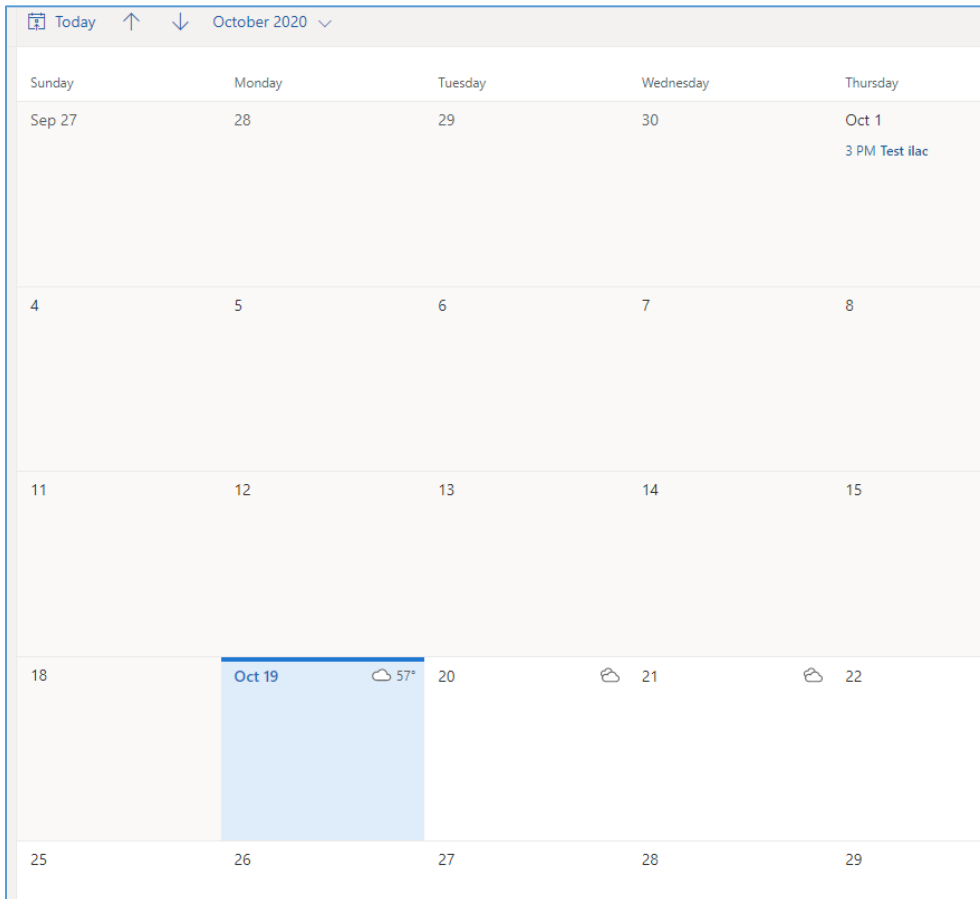 Today October 2020
Sunday Monday Tuesday Wednesday Thursday
Sep 27 28 29 30 Oct 1
3 PM Test ilac
4 5 6 7 8
11 12 13 14 15
18 Oct 19 57° 20 21 22
25 26 27 28 29